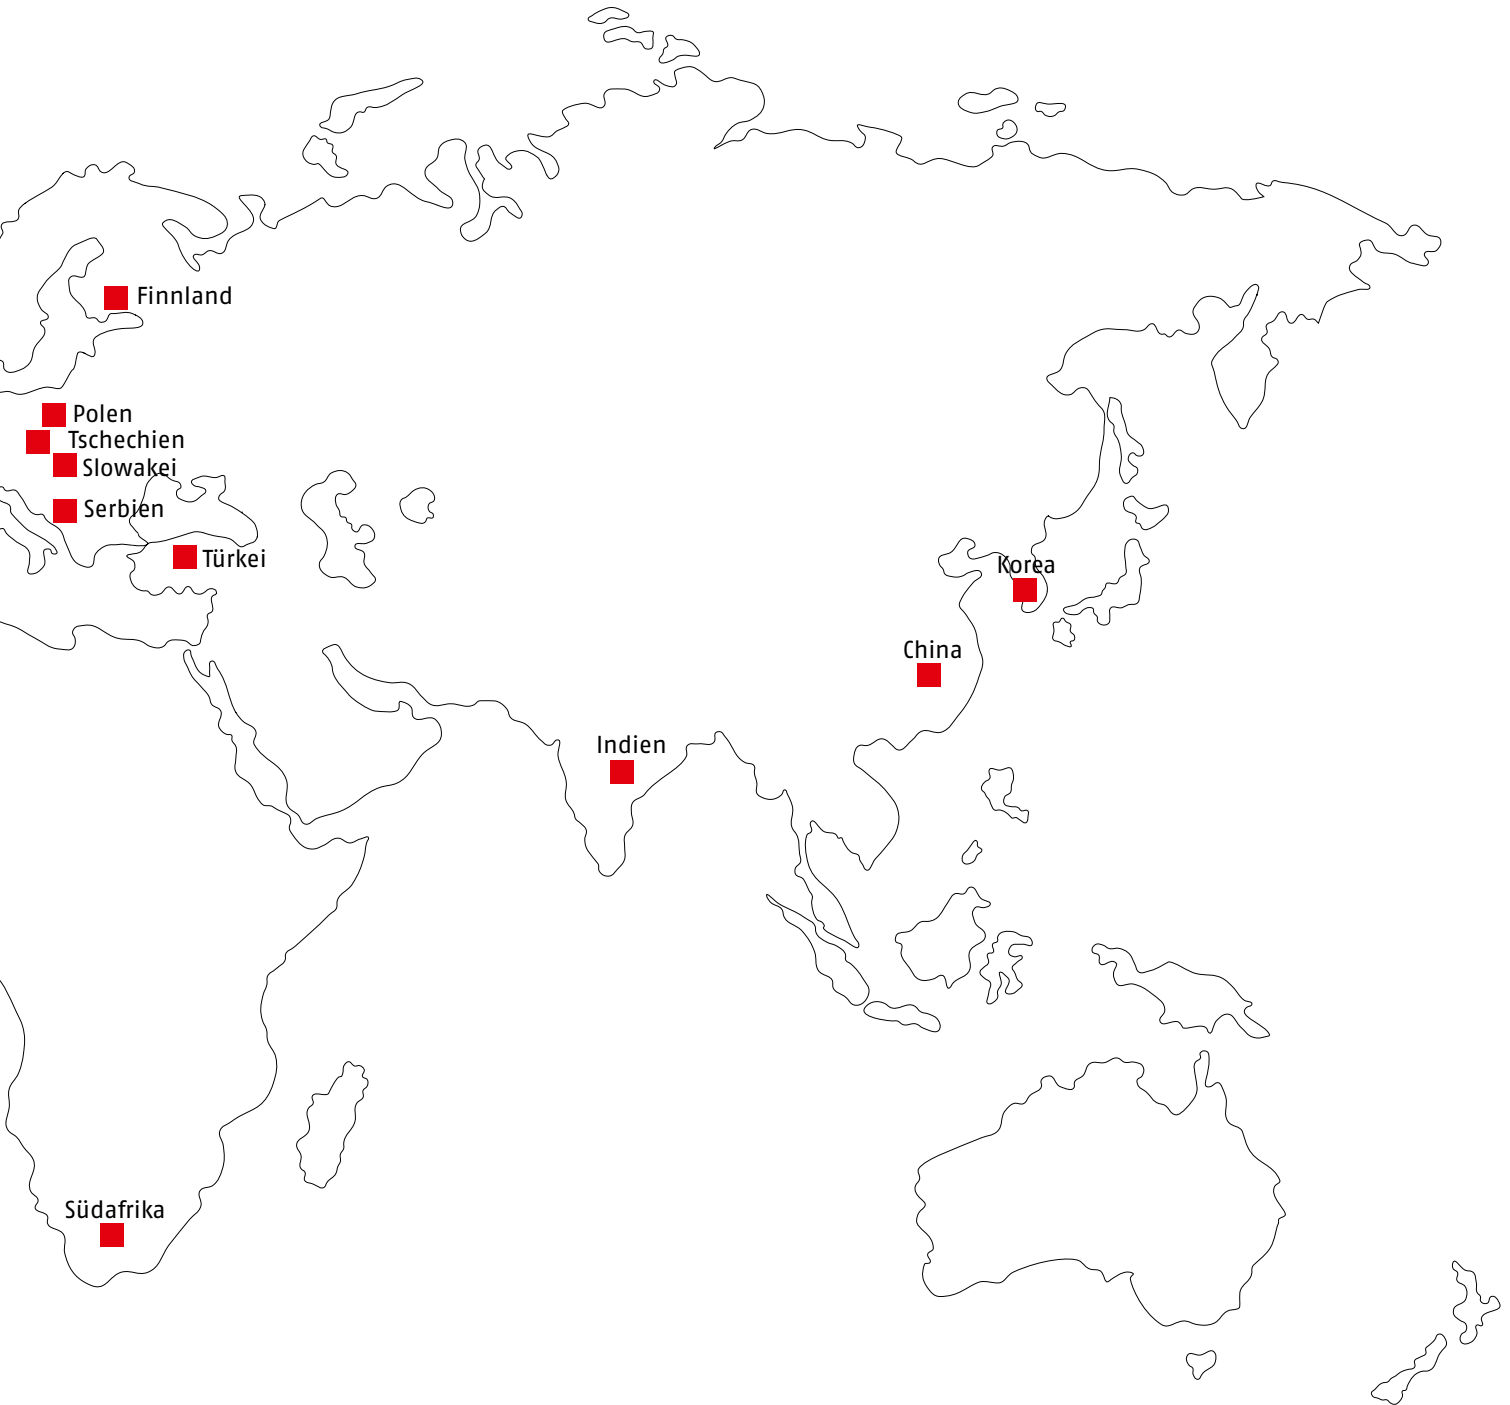 Finnland
Polen
Tschechien
Slowakei
Serbien
Türkei
Korea
China
Indien
Südafrika